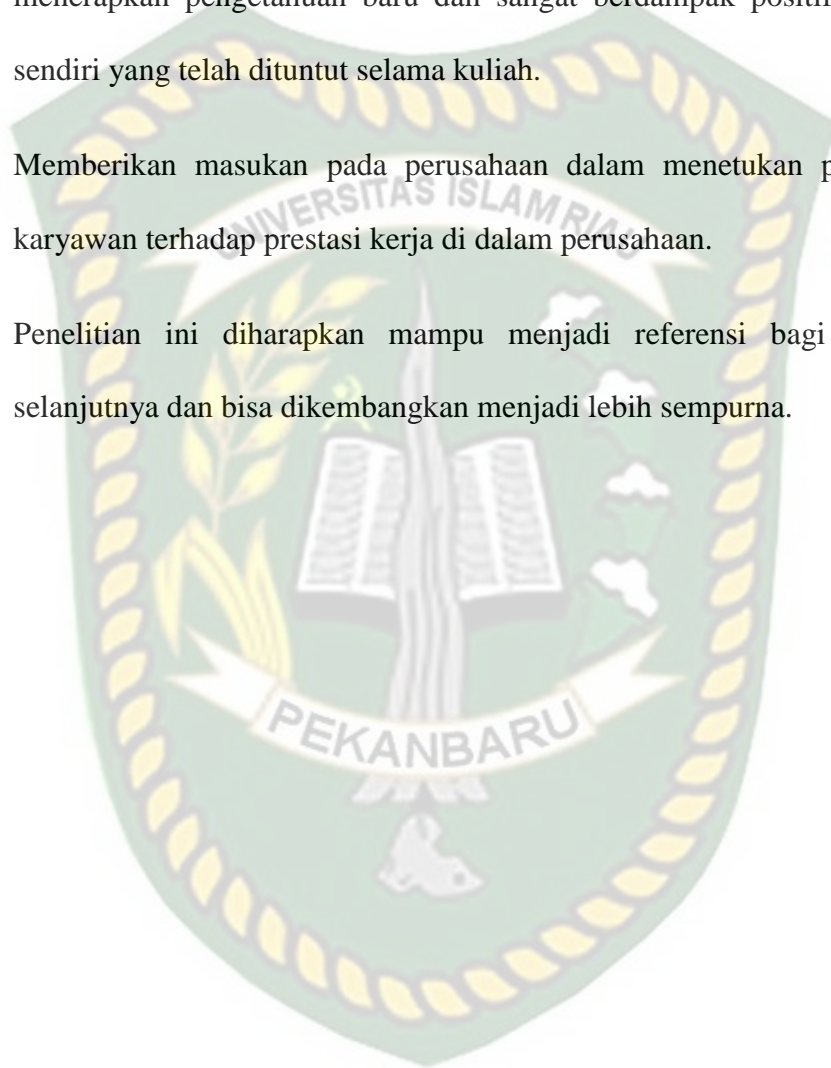 menerapkan pengetahuan baru dan sangat berdampak positif
sendiri yang telah dituntut selama kuliah.
Memberikan masukan pada perusahaan dalam menetukan p
karyawan terhadap prestasi kerja di dalam perusahaan.
Penelitian ini diharapkan mampu menjadi referensi bagi
selanjutnya dan bisa dikembangkan menjadi lebih sempurna.
UNIVERSITAS ISLAM RIAU
PEKANBARU